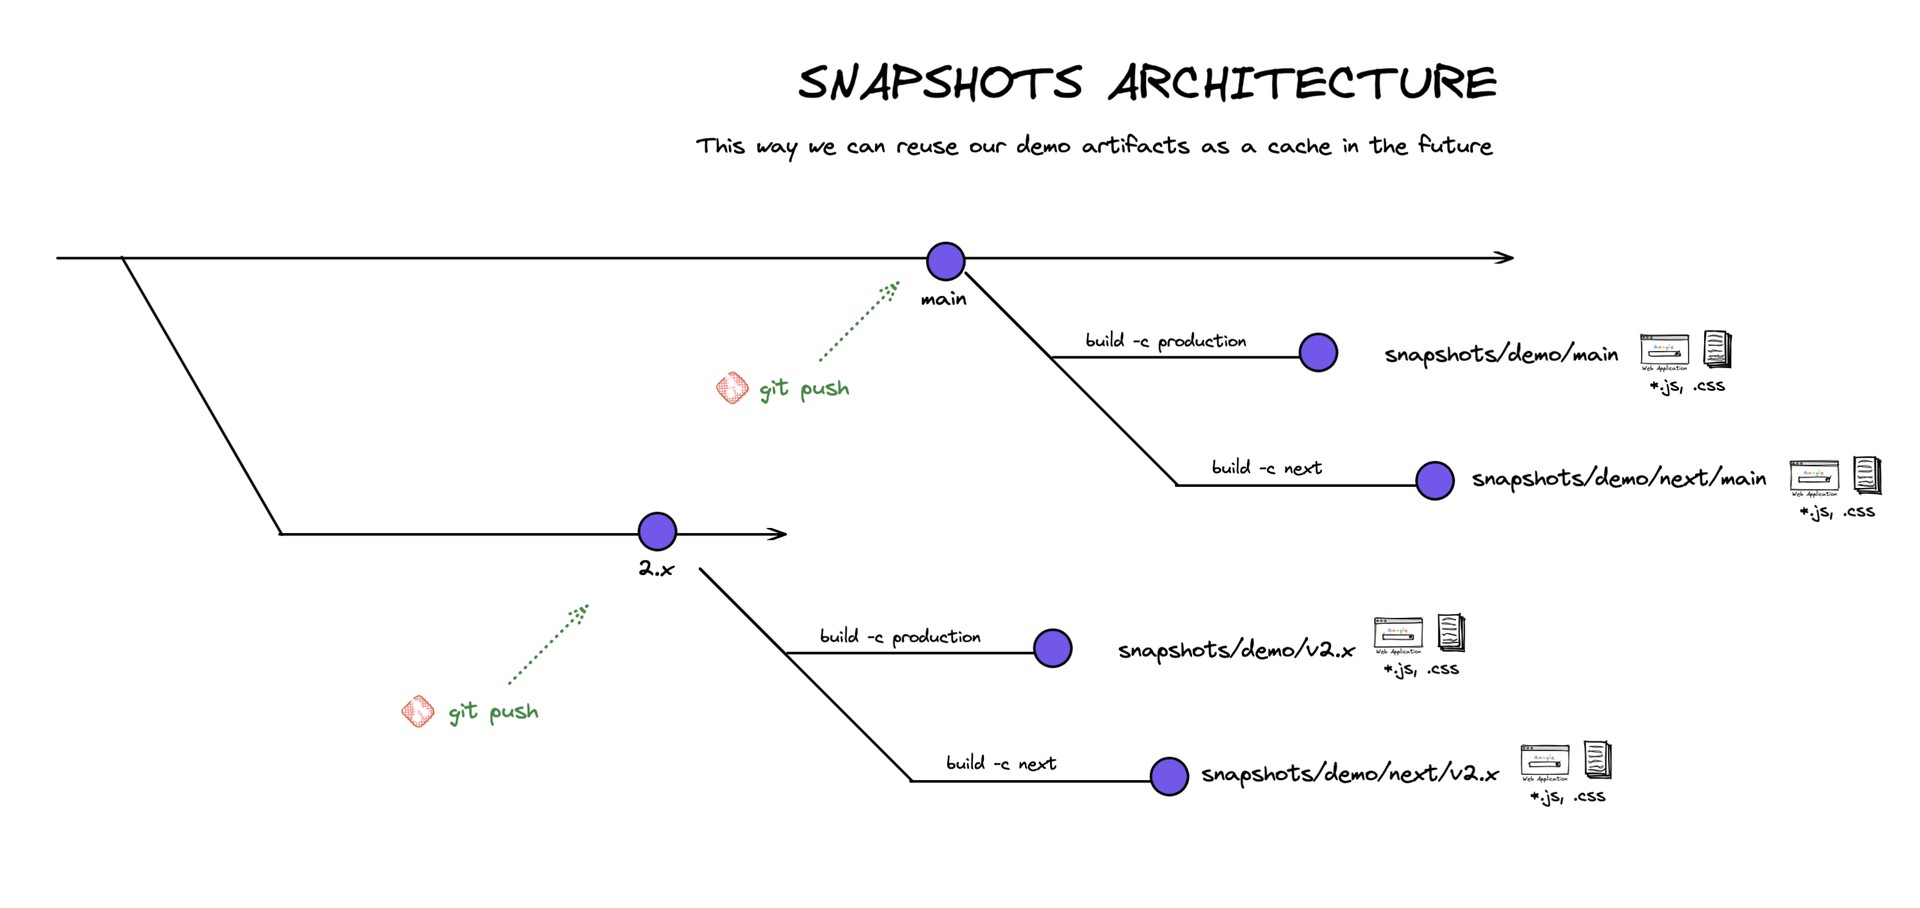 SNAPSHOTS ARCHITECTURE
This way we can reuse our demo artifacts as a cache in the future
main
git push
build -c production
snapshots/demo/main
Web Application
*.js, .css
build -c next
snapshots/demo/next/main
Web Application
*.js, .css
2.x
git push
build -c production
snapshots/demo/v2.x
Web Application
*.js, .css
build -c next
snapshots/demo/next/v2.x
Web Application
*.js, .css